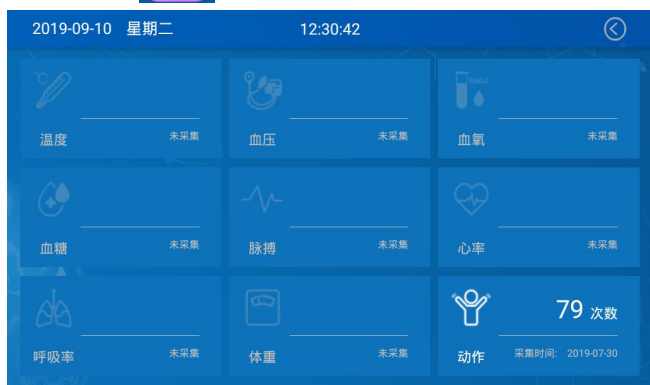 2019-09-10 星期二 12:30:42
℃ SaO2
温度 未采集 血压 未采集 血氧 未采集
血糖 未采集 脉搏 未采集 心率 未采集
79 次数
呼吸率 未采集 体重 未采集 动作 采集时间: 2019-07-30